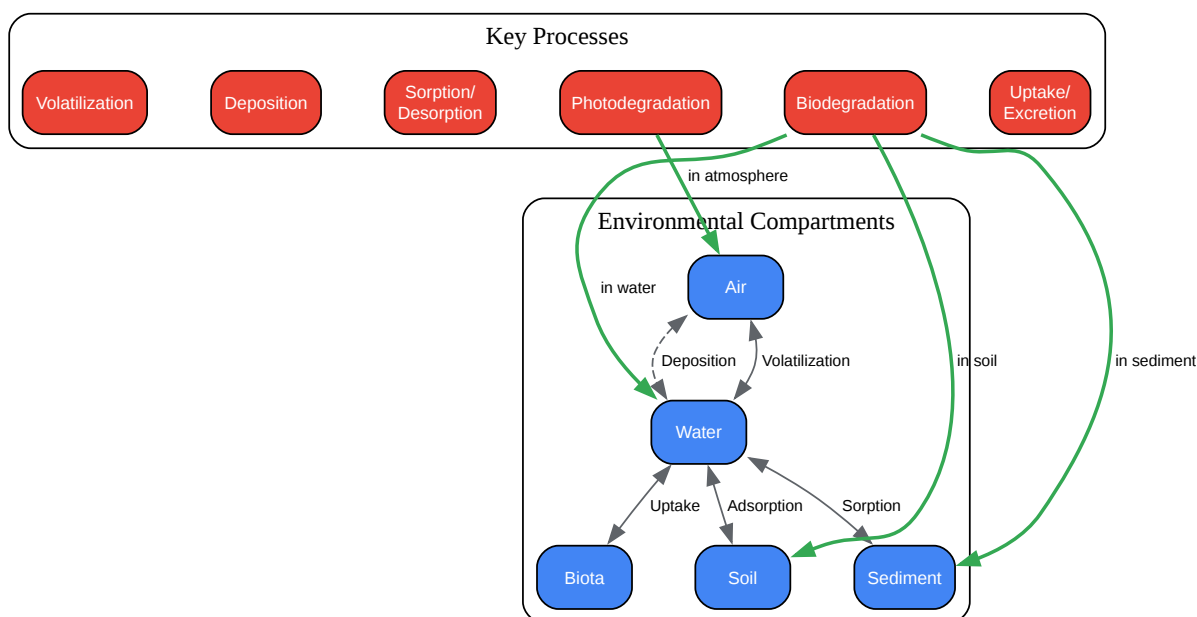 Key Processes
Volatilization
Deposition
Sorption/
Desorption
Photodegradation
Biodegradation
Uptake/
Excretion
in atmosphere
Environmental Compartments
in water
Air
Deposition
Volatilization
in soil
in sediment
Water
Uptake
Adsorption
Sorption
Biota
Soil
Sediment